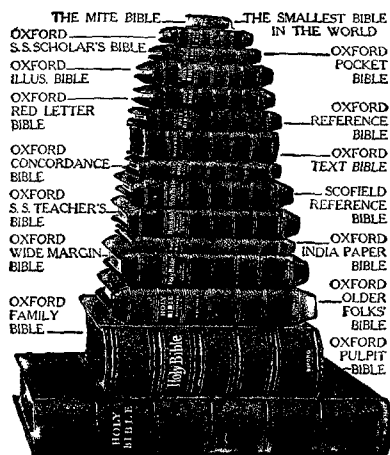 THE MITE BIBLE
THE SMALLEST BIBLE
IN THE WORLD
OXFORD
S.S. SCHOLAR'S BIBLE
OXFORD
POCKET
BIBLE
OXFORD
ILLUS. BIBLE
OXFORD
RED LETTER
BIBLE
OXFORD
REFERENCE
BIBLE
OXFORD
CONCORDANCE
BIBLE
OXFORD
TEXT BIBLE
OXFORD
S.S. TEACHER'S
BIBLE
SCOFIELD
REFERENCE
BIBLE
OXFORD
WIDE MARGIN
BIBLE
OXFORD
INDIA PAPER
BIBLE
OXFORD
FAMILY
BIBLE
OXFORD
OLDER
FOLKS'
BIBLE
OXFORD
PULPIT
BIBLE
HOLY
BIBLE
Holy Bible
HOLY
BIBLE